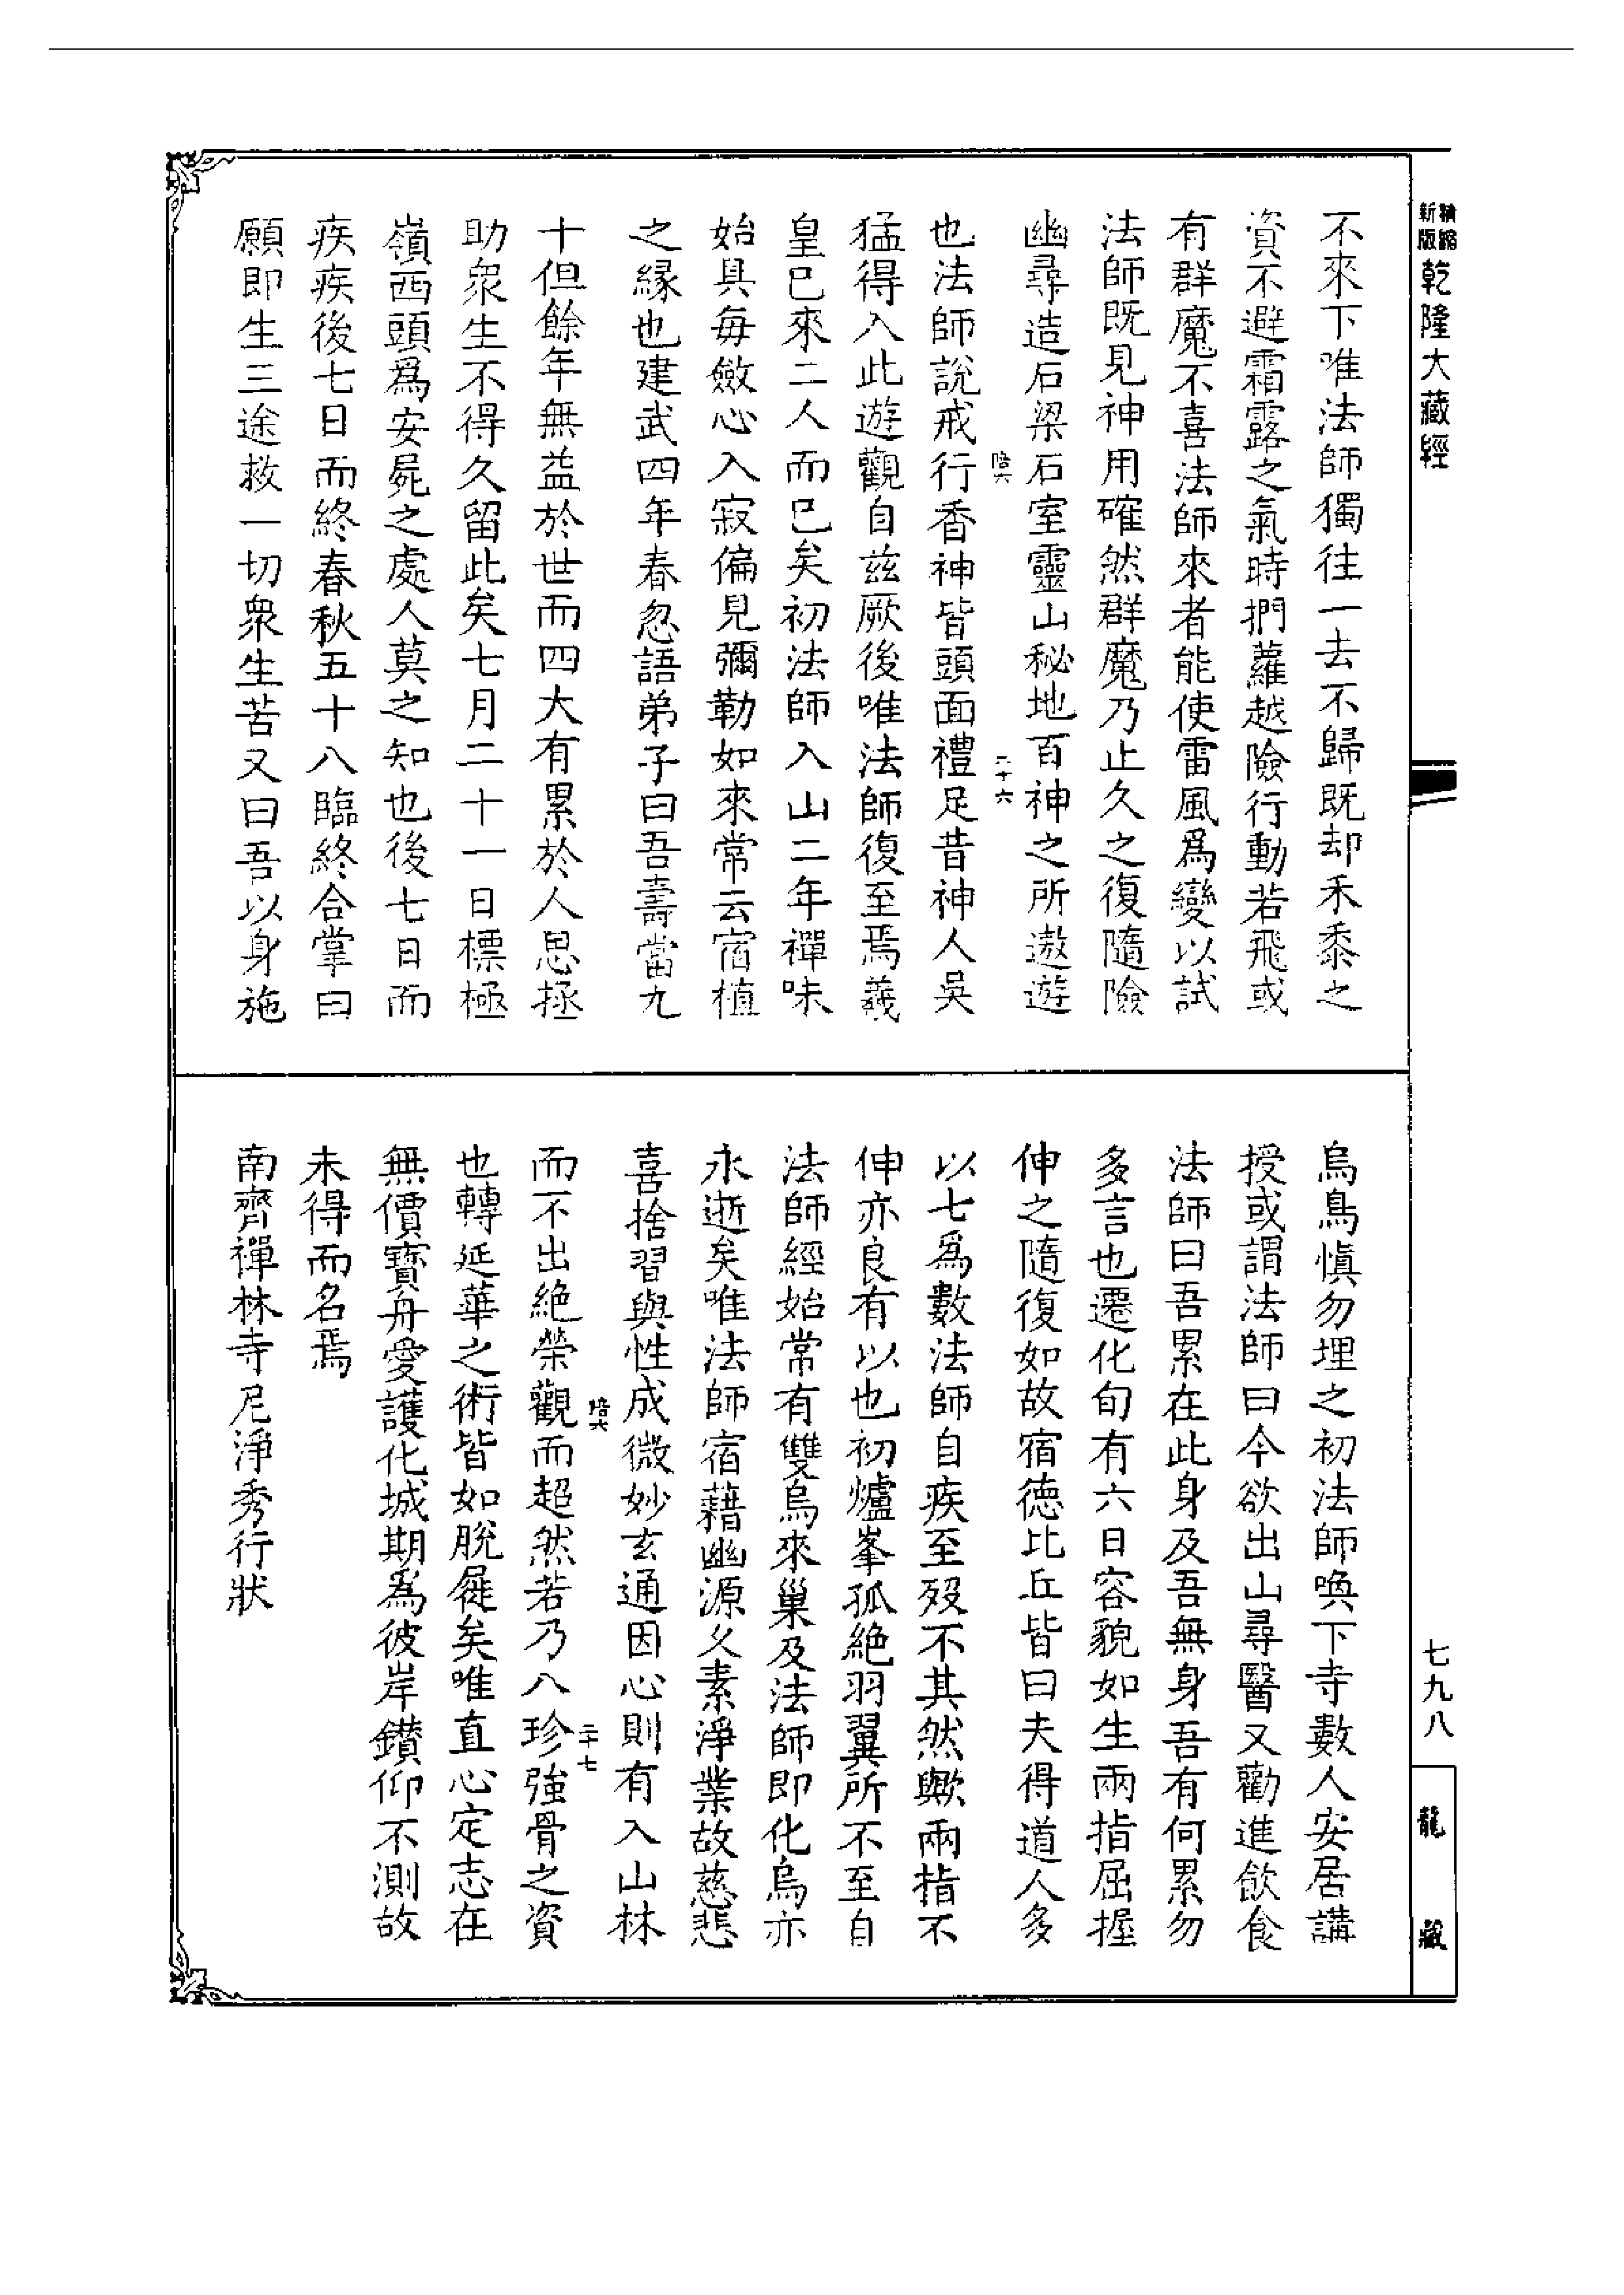 精縮新版乾隆大藏經
不來下唯法師獨往一去不歸既却禾黍之
資不避霜露之氣時捫蘿越險行動若飛或
有群魔不喜法師來者能使雷風爲變以試
法師既見神用確然群魔乃止久之復隨險
幽尋造石梁石室靈山秘地百神之所遨遊
二十六
也法師說戒行香神皆頭面禮足昔神人吳
猛得入此遊觀自兹厥後唯法師復至焉羲
皇已來二人而已矣初法師入山二年禪味
始具每斂心入寂偏見彌勒如來常云宿植
之緣也建武四年春忽語弟子曰吾壽當九
十但餘年無益於世而四大有累於人思拯
助衆生不得久留此矣七月二十一日標極
嶺西頭爲安屍之處人莫之知也後七日而
疾疾後七日而終春秋五十八臨終合掌曰
願即生三途救一切衆生苦又曰吾以身施
烏鳥愼勿埋之初法師喚下寺數人安居講
授或謂法師曰今欲出山尋醫又勸進飲食
法師曰吾累在此身及吾無身吾有何累勿
多言也遷化旬有六日容貌如生兩指屈握
伸之隨復如故宿德比丘皆曰夫得道人多
以七爲數法師自疾至歿不其然歟兩指不
伸亦良有以也初爐峯孤絕羽翼所不至自
法師經始常有雙烏來巢及法師即化烏亦
永逝矣唯法師宿藉幽源久素淨業故慈悲
喜捨習與性成微妙玄通因心則有入山林
二十七
而不出絕榮觀而超然若乃八珍強骨之資
也轉延華之術皆如脫屣矣唯直心定志在
無價寶舟愛護化城期爲彼岸鑚仰不測故
未得而名焉
南齊禪林寺尼淨秀行狀
七九八
龍藏